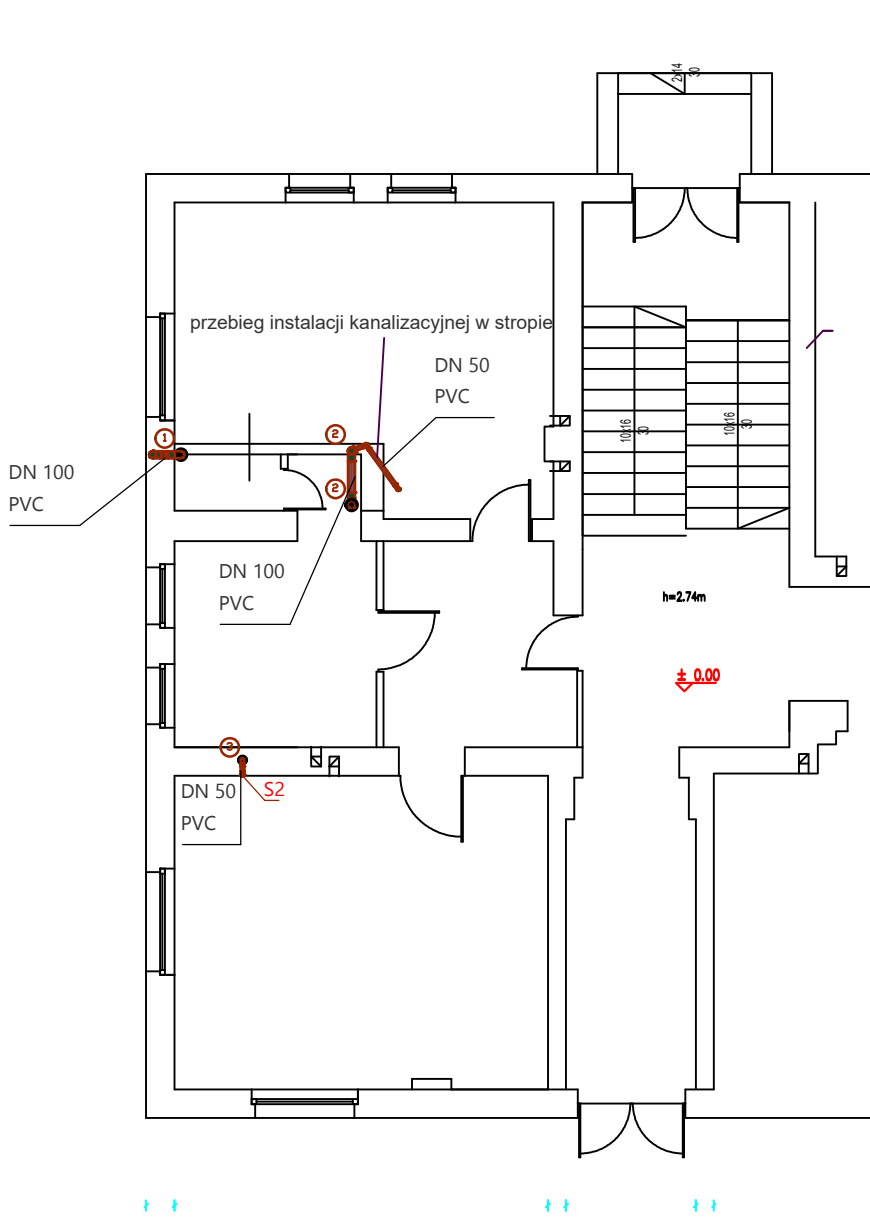 2x14
30
przebieg instalacji kanalizacyjnej w stropie
DN 50
PVC
10x16
30
10x16
30
1
2
DN 100
PVC
2
DN 100
PVC
h=2.74m
± 0.00
3
DN 50
PVC
S2